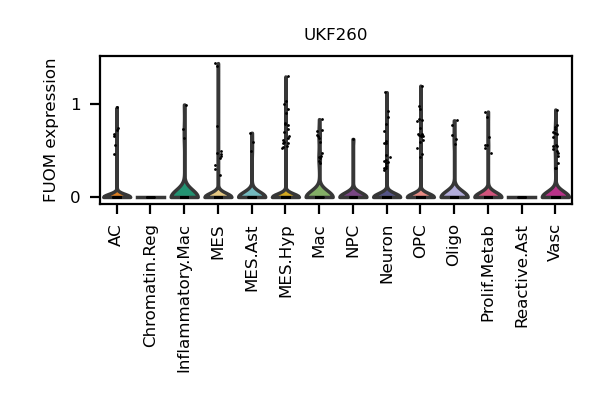 UKF260
FUOM expression
1
0
AC
Chromatin.Reg
Inflammatory.Mac
MES
MES.Ast
MES.Hyp
Mac
NPC
Neuron
OPC
Oligo
Prolif.Metab
Reactive.Ast
Vasc